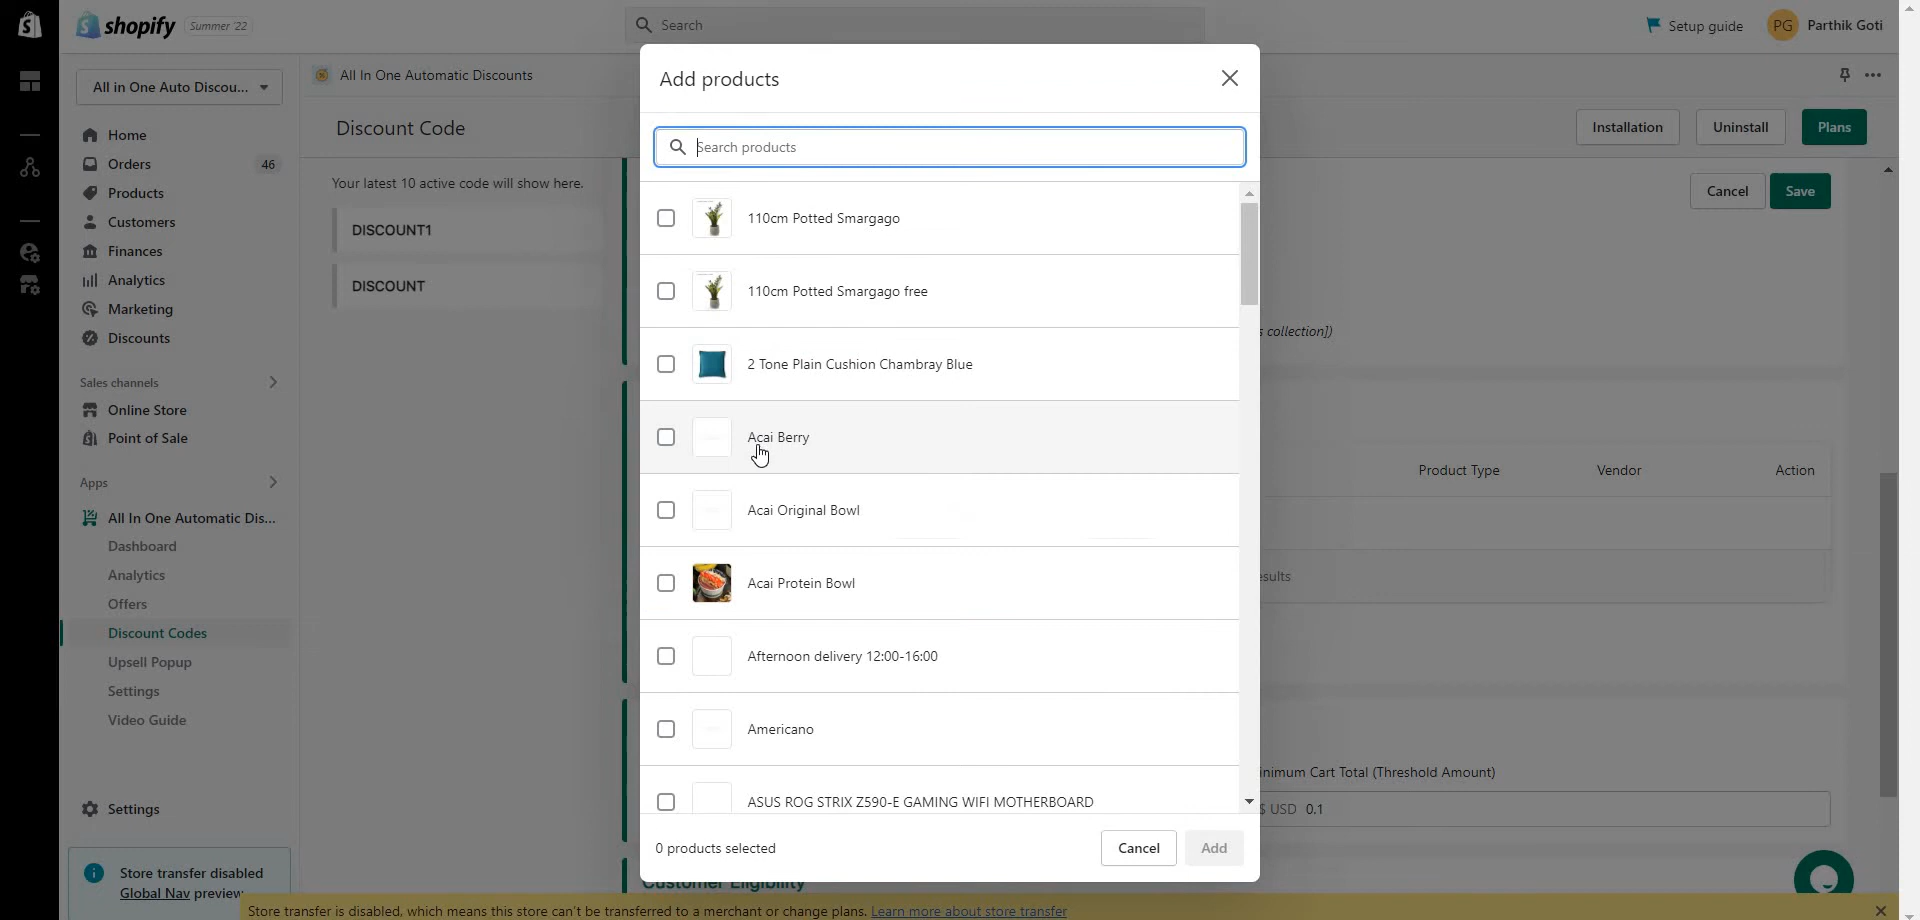 shopify Summer '22
Search
Setup guide
PG Parthik Goti
All in One Auto Discou...
Home
Orders 46
Products
Customers
Finances
Analytics
Marketing
Discounts
Sales channels
Online Store
Point of Sale
Apps
All In One Automatic Dis...
Dashboard
Analytics
Offers
Discount Codes
Upsell Popup
Settings
Video Guide
Settings
Store transfer disabled
Global Nav preview
All In One Automatic Discounts
Discount Code
Installation
Uninstall
Plans
Your latest 10 active code will show here.
DISCOUNT1
DISCOUNT
Cancel
Save
collection])
Product Type Vendor Action
Cart Total (Threshold Amount)
$ USD 0.1
Customer Eligibility
Add products
Search products
110cm Potted Smargago
110cm Potted Smargago free
2 Tone Plain Cushion Chambray Blue
Acai Berry
Acai Original Bowl
Acai Protein Bowl
Afternoon delivery 12:00-16:00
Americano
ASUS ROG STRIX Z590-E GAMING WIFI MOTHERBOARD
0 products selected
Cancel
Add
Store transfer is disabled, which means this store can't be transferred to a merchant or change plans. Learn more about store transfer